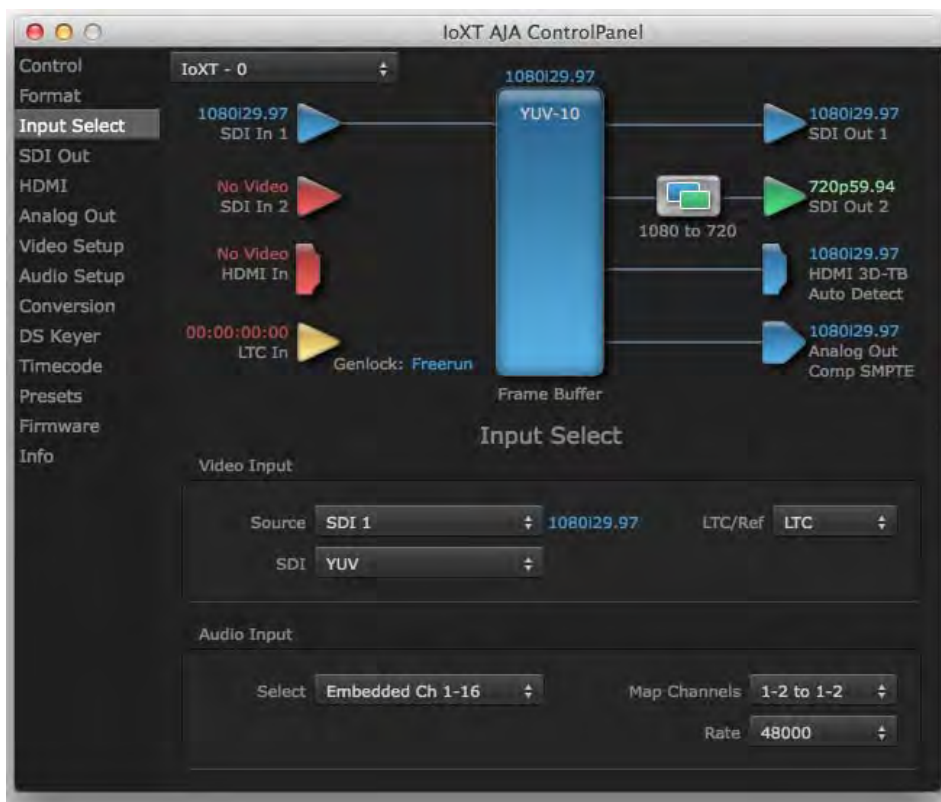 IoXT AJA ControlPanel
Control
Format
Input Select
SDI Out
HDMI
Analog Out
Video Setup
Audio Setup
Conversion
DS Keyer
Timecode
Presets
Firmware
Info
IoXT - 0
1080i29.97
YUV-10
1080i29.97
SDI In 1
No Video
SDI In 2
No Video
HDMI In
00:00:00:00
LTC In
Genlock: Freerun
Frame Buffer
1080i29.97
SDI Out 1
1080 to 720
720p59.94
SDI Out 2
1080i29.97
HDMI 3D-TB
Auto Detect
1080i29.97
Analog Out
Comp SMPTE
Input Select
Video Input
Source SDI 1 1080i29.97 LTC/Ref LTC
SDI YUV
Audio Input
Select Embedded Ch 1-16 Map Channels 1-2 to 1-2
Rate 48000